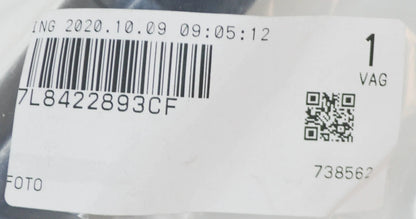 ING 2020.10.09 09:05:12
1
VAG
7L8422893CF
738562
FOTO